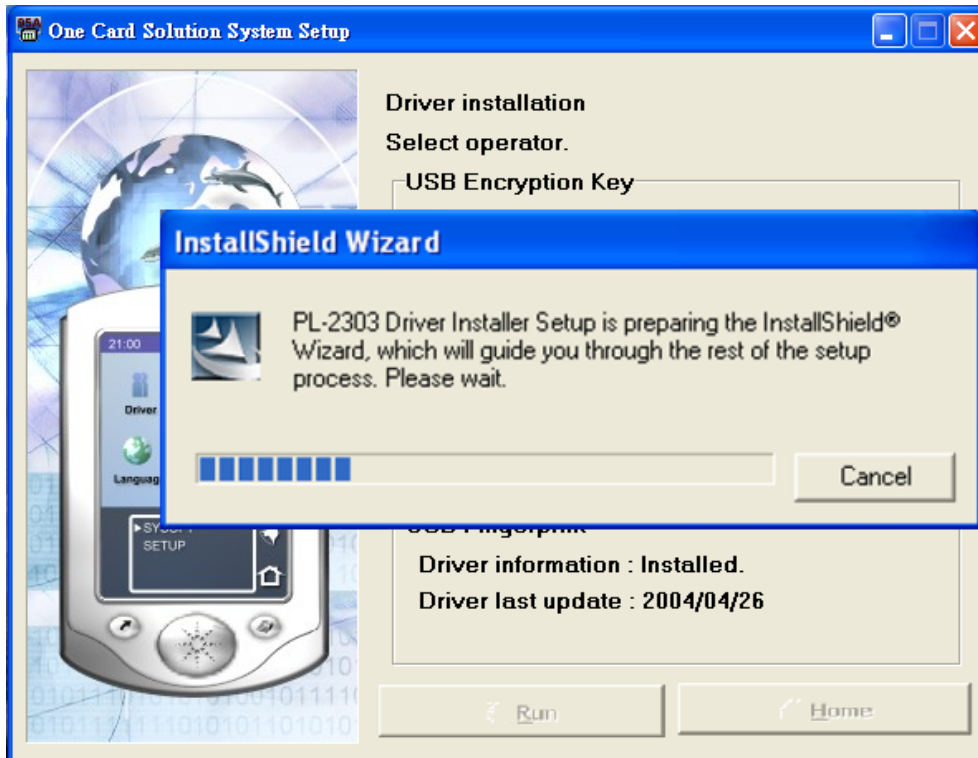 One Card Solution System Setup
Driver installation
Select operator.
USB Encryption Key
InstallShield Wizard
PL-2303 Driver Installer Setup is preparing the InstallShield®
Wizard, which will guide you through the rest of the setup
process. Please wait.
Cancel
21:00
Driver
Language
SETUP
Driver information : Installed.
Driver last update : 2004/04/26
Run
Home